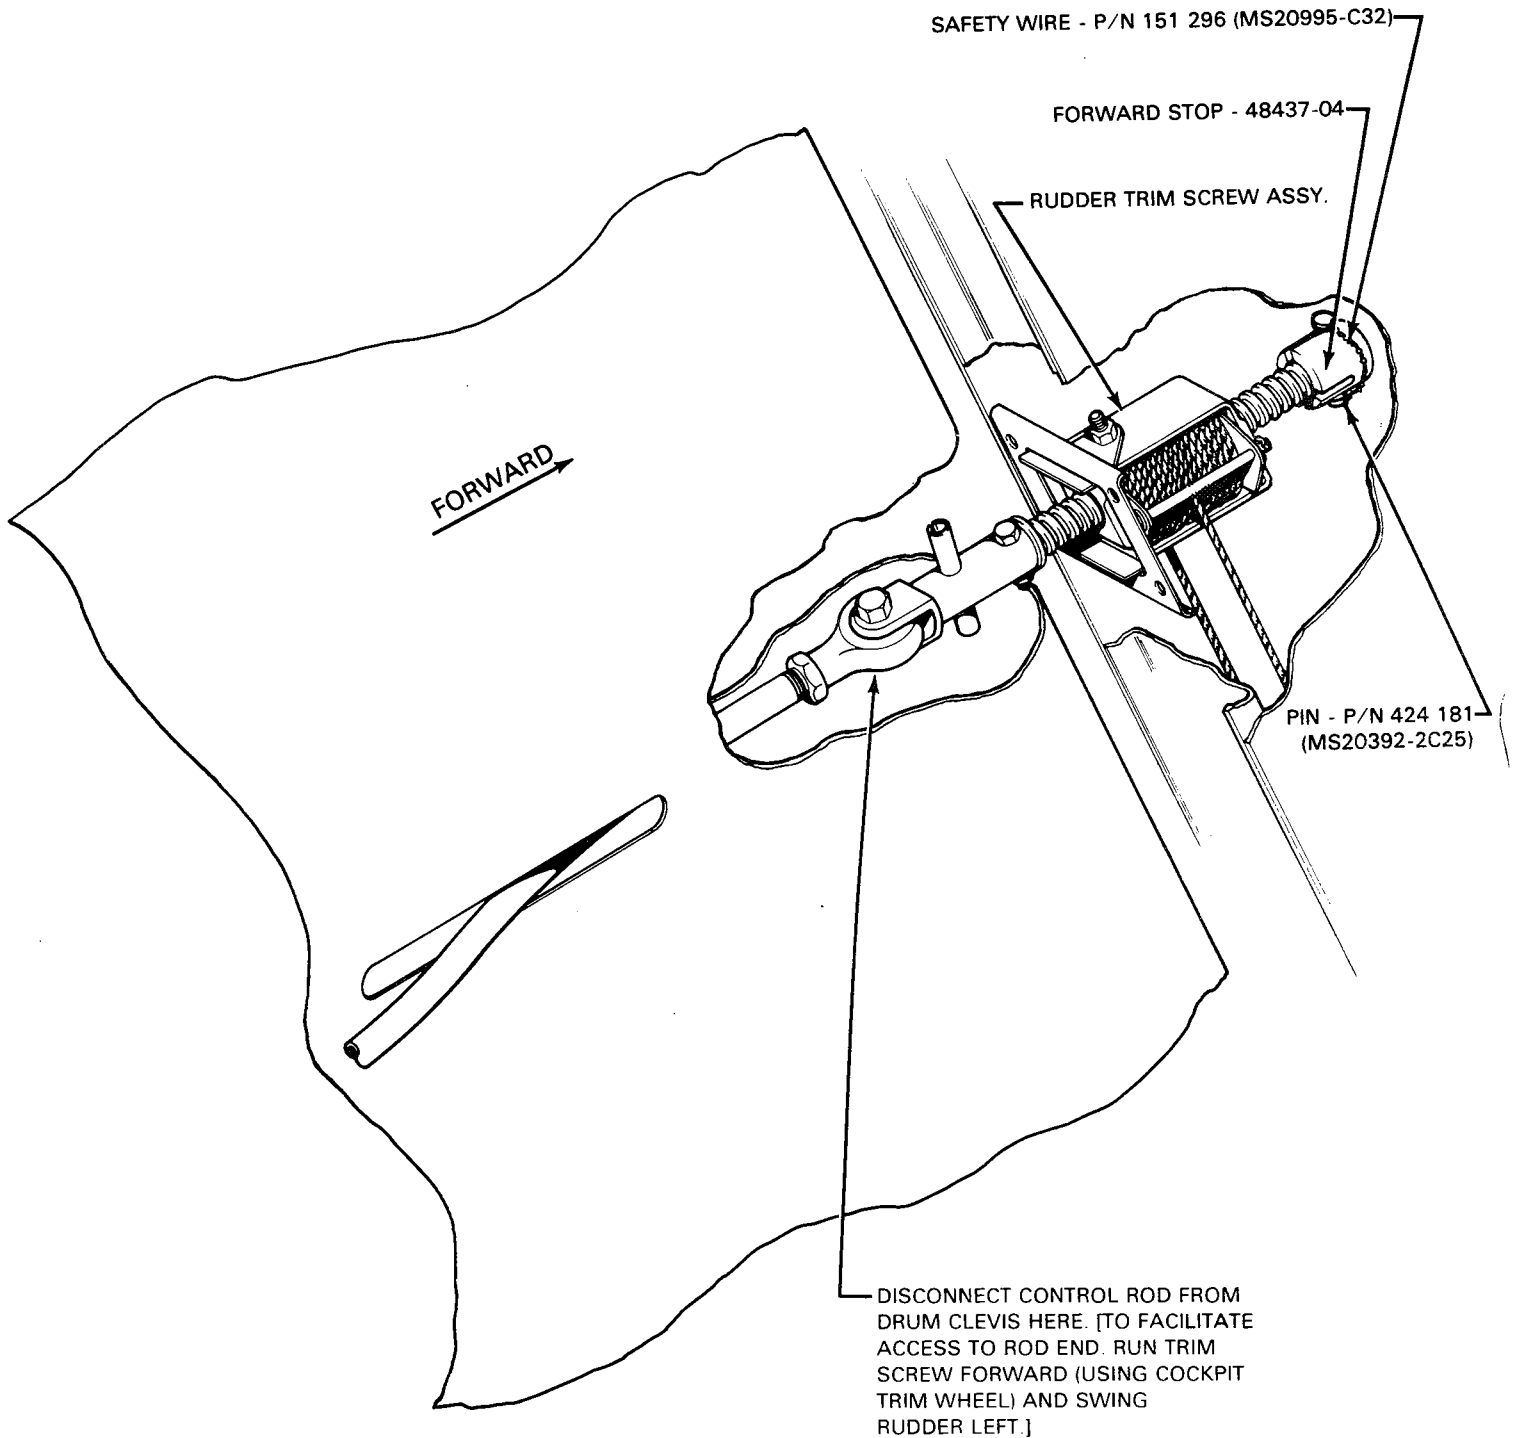 SAFETY WIRE - P/N 151 296 (MS20995-C32)
FORWARD STOP - 48437-04
RUDDER TRIM SCREW ASSY.
FORWARD
PIN - P/N 424 181
(MS20392-2C25)
DISCONNECT CONTROL ROD FROM
DRUM CLEVIS HERE. [TO FACILITATE
ACCESS TO ROD END. RUN TRIM
SCREW FORWARD (USING COCKPIT
TRIM WHEEL) AND SWING
RUDDER LEFT.]